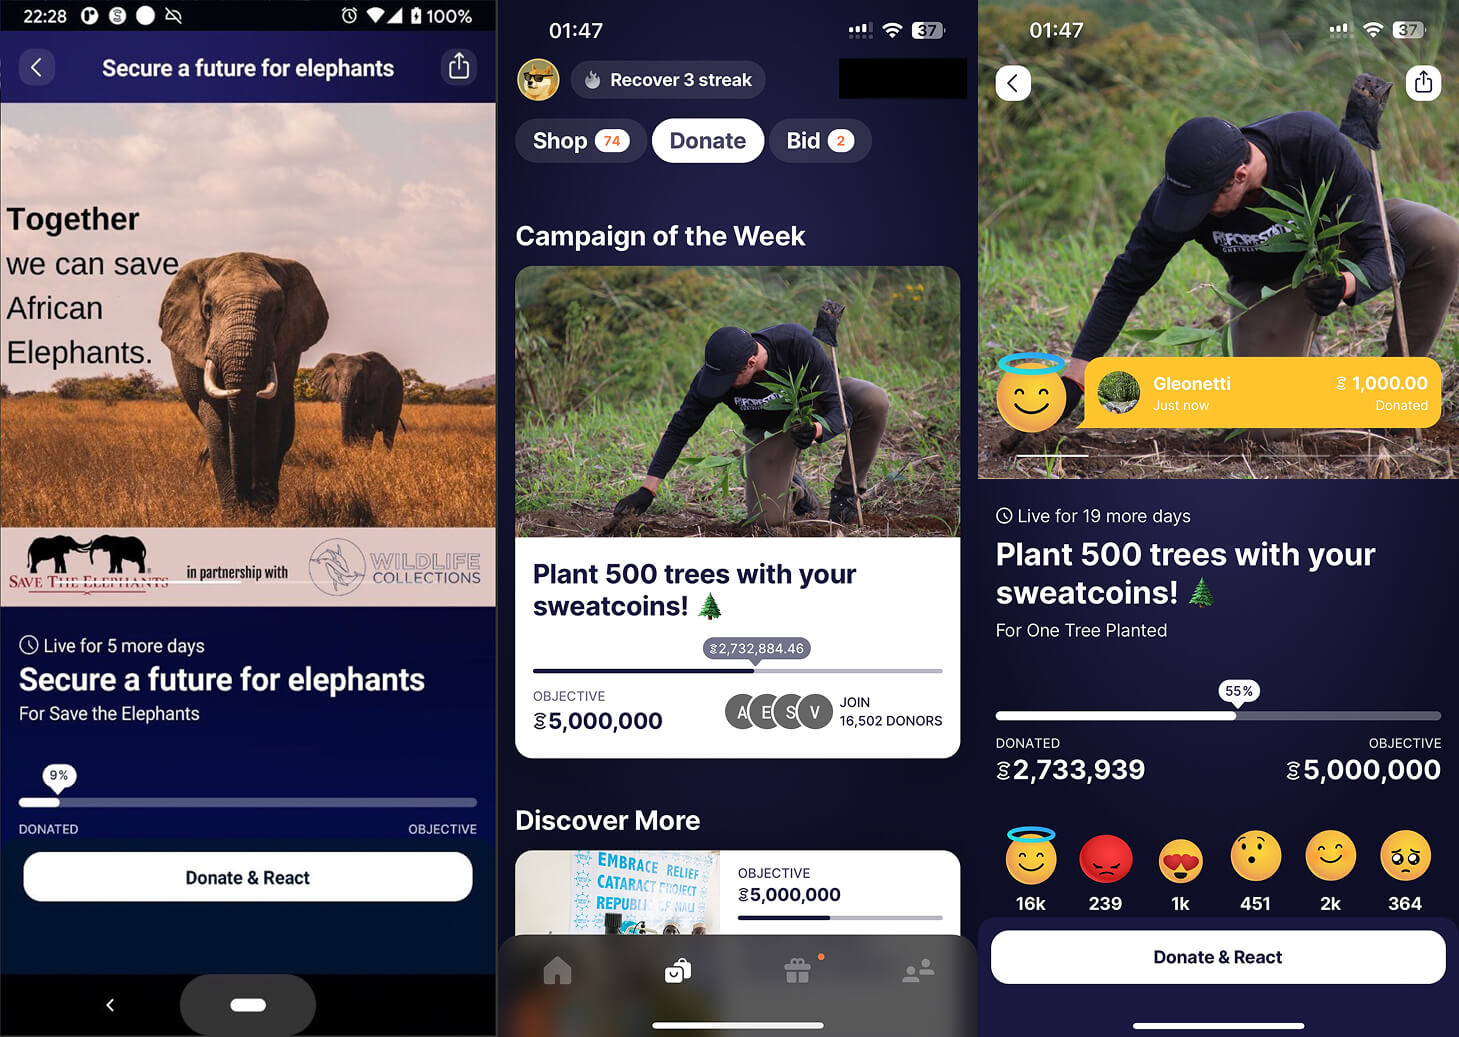 22:28
100%
Secure a future for elephants
Together
we can save
African
Elephants.
SAVE THE ELEPHANTS
in partnership with
WILDLIFE
COLLECTIONS
Live for 5 more days
Secure a future for elephants
For Save the Elephants
9%
DONATED
OBJECTIVE
Donate & React
01:47
37
Recover 3 streak
Shop 74
Donate
Bid 2
Campaign of the Week
Plant 500 trees with your
sweatcoins! 🌲
2,732,884.46
OBJECTIVE
5,000,000
A E S V
JOIN
16,502 DONORS
Discover More
EMBRACE RELIEF
CATARACT PROJECT
REPUBLIC OF MALI
OBJECTIVE
5,000,000
01:47
37
Gleonetti
Just now
1,000.00
Donated
Live for 19 more days
Plant 500 trees with your
sweatcoins! 🌲
For One Tree Planted
55%
DONATED
2,733,939
OBJECTIVE
5,000,000
16k
239
1k
451
2k
364
Donate & React